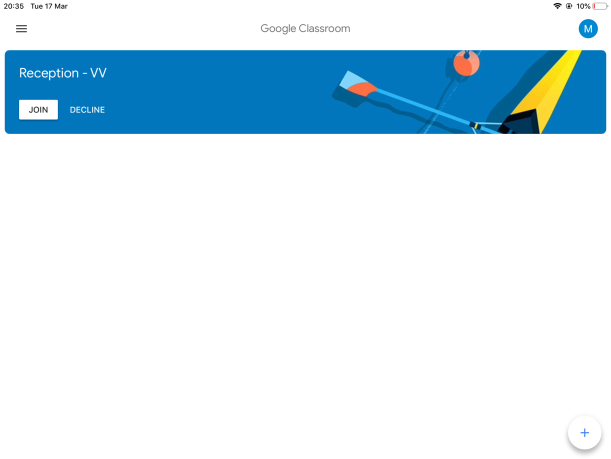 20:35 Tue 17 Mar 10%
Google Classroom M
Reception - VV
JOIN DECLINE
+